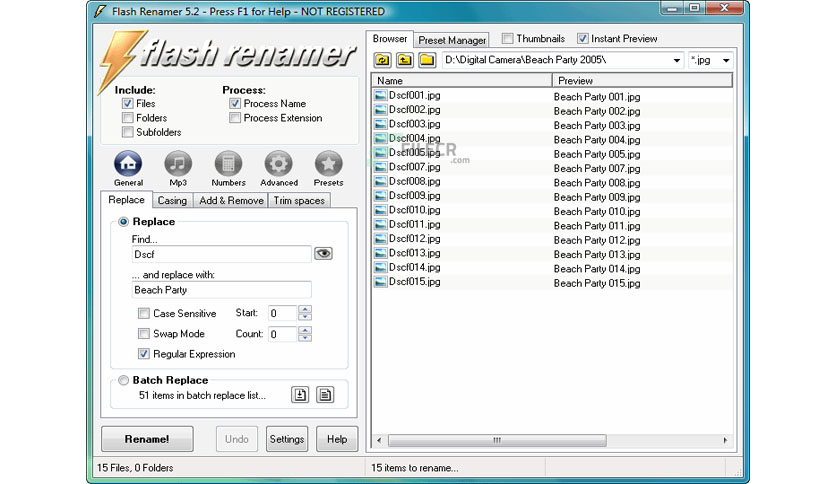 Flash Renamer 5.2 - Press F1 for Help - NOT REGISTERED
flash renamer
Include:
Files
Folders
Subfolders
Process:
Process Name
Process Extension
General
Mp3
Numbers
Advanced
Presets
Replace
Casing
Add & Remove
Trim spaces
Replace
Find...
Dscf
... and replace with:
Beach Party
Case Sensitive
Start: 0
Swap Mode
Count: 0
Regular Expression
Batch Replace
51 items in batch replace list...
Rename!
Undo
Settings
Help
15 Files, 0 Folders
Browser
Preset Manager
Thumbnails
Instant Preview
D:\Digital Camera\Beach Party 2005\
*.jpg
Name Preview
Dscf001.jpg Beach Party 001.jpg
Dscf002.jpg Beach Party 002.jpg
Dscf003.jpg Beach Party 003.jpg
Dscf004.jpg Beach Party 004.jpg
Dscf005.jpg Beach Party 005.jpg
Dscf007.jpg Beach Party 007.jpg
Dscf008.jpg Beach Party 008.jpg
Dscf009.jpg Beach Party 009.jpg
Dscf010.jpg Beach Party 010.jpg
Dscf011.jpg Beach Party 011.jpg
Dscf012.jpg Beach Party 012.jpg
Dscf013.jpg Beach Party 013.jpg
Dscf014.jpg Beach Party 014.jpg
Dscf015.jpg Beach Party 015.jpg
FILECR
.com
15 items to rename...